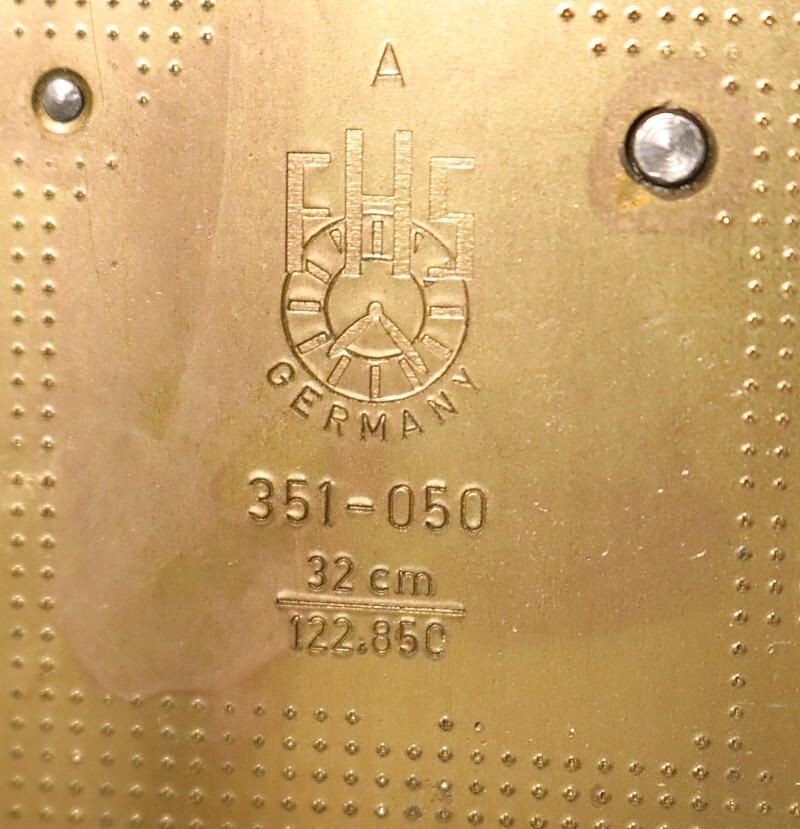 A
FHS
GERMANY
351-050
32 cm
122.850